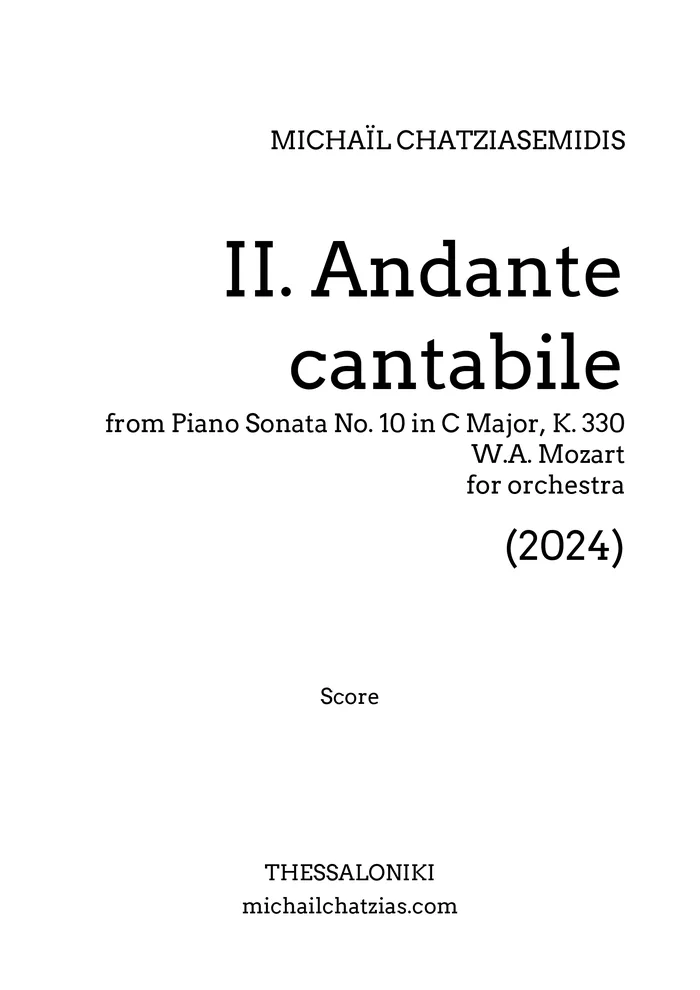 MICHAÏL CHATZIASEMIDIS
II. Andante
cantabile
from Piano Sonata No. 10 in C Major, K. 330
W.A. Mozart
for orchestra
(2024)
Score
THESSALONIKI
michailchatzias.com